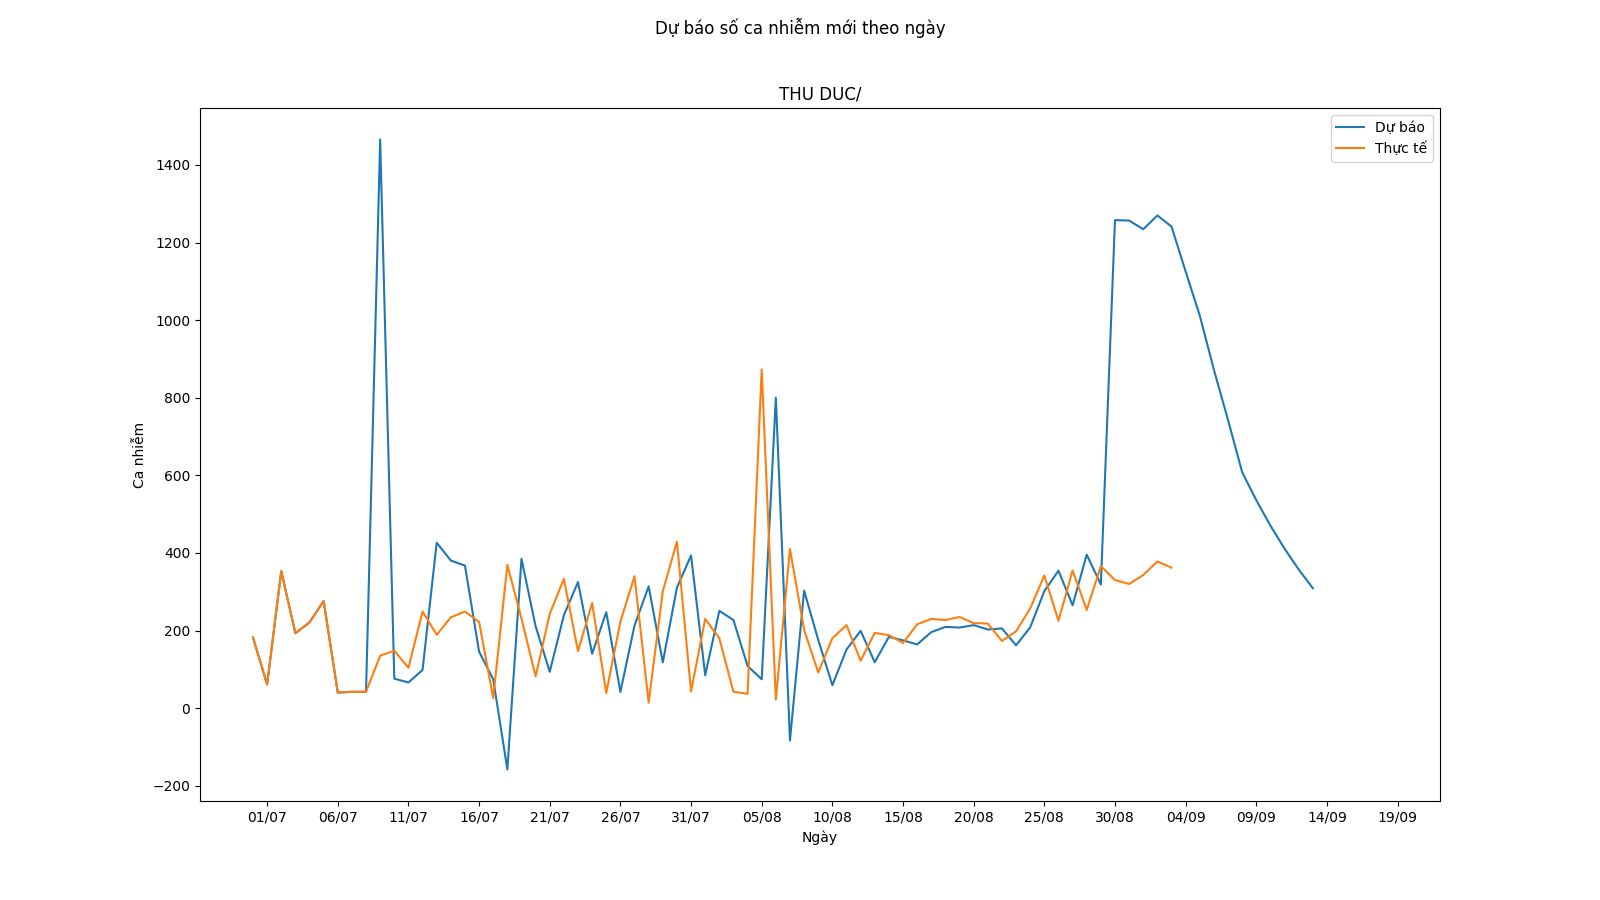 Dự báo số ca nhiễm mới theo ngày
THU DUC/
Dự báo
Thực tế
1400
1200
1000
800
600
400
200
0
−200
Ca nhiễm
01/07 06/07 11/07 16/07 21/07 26/07 31/07 05/08 10/08 15/08 20/08 25/08 30/08 04/09 09/09 14/09 19/09
Ngày